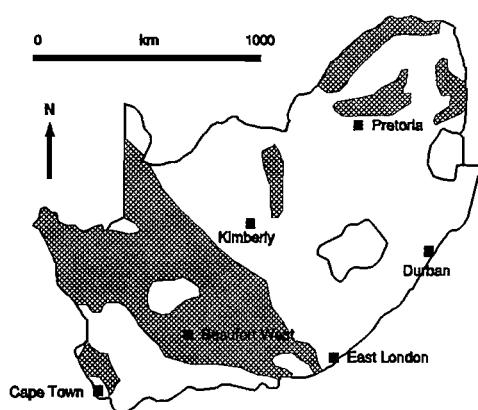 0 km 1000
N
Pretoria
Kimberly
Durban
Beaufort West
East London
Cape Town